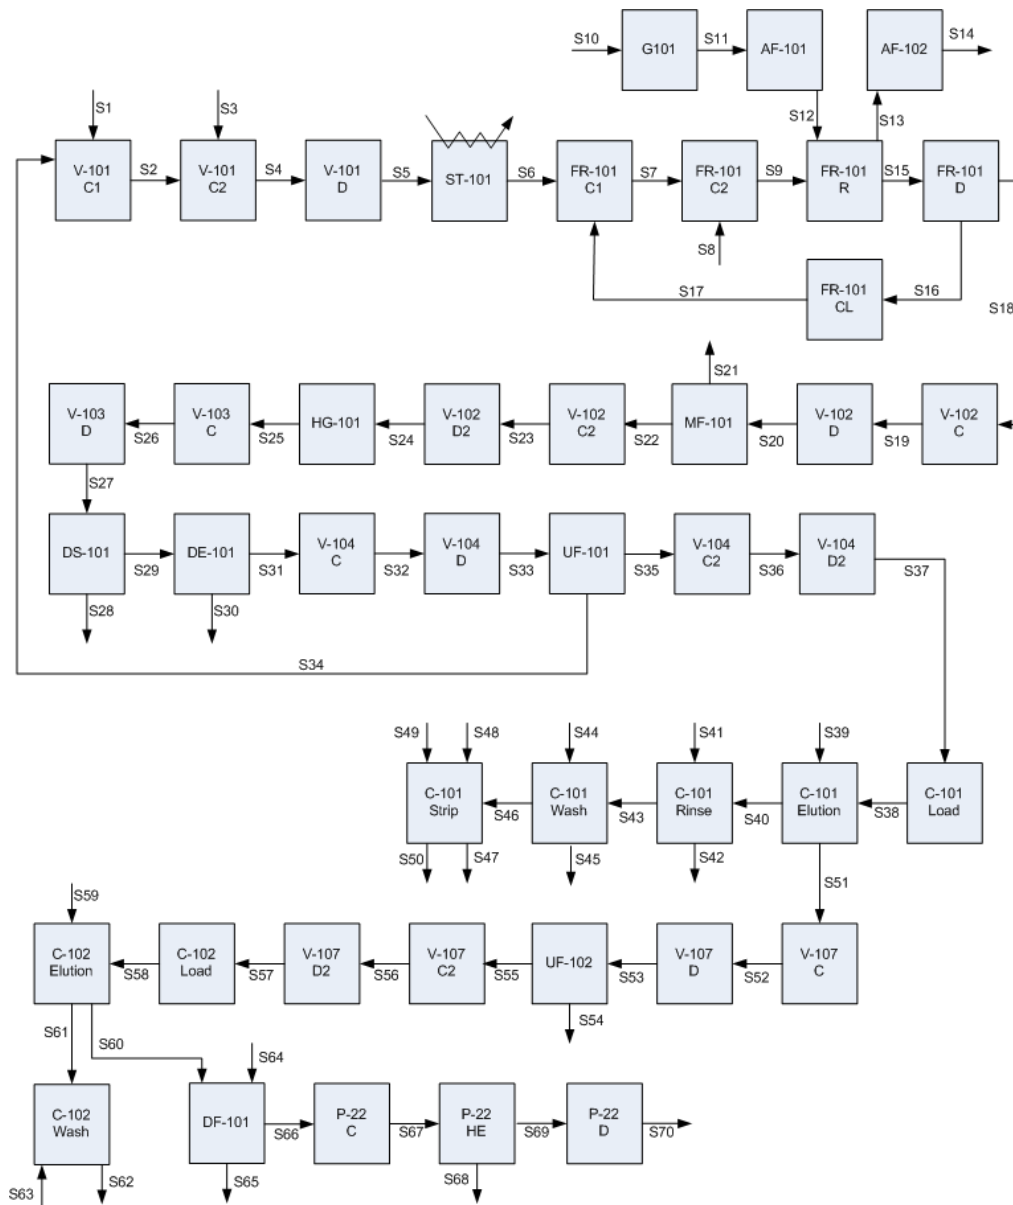 S10
G101
S11
AF-101
AF-102
S14
S1
S3
S12
S13
V-101
C1
S2
V-101
C2
S4
V-101
D
S5
ST-101
S6
FR-101
C1
S7
FR-101
C2
S9
FR-101
R
S15
FR-101
D
S8
S17
FR-101
CL
S16
S18
S21
V-103
D
S26
V-103
C
S25
HG-101
S24
V-102
D2
S23
V-102
C2
S22
MF-101
S20
V-102
D
S19
V-102
C
S27
DS-101
S29
DE-101
S31
V-104
C
S32
V-104
D
S33
UF-101
S35
V-104
C2
S36
V-104
D2
S37
S28
S30
S34
S49
S48
S44
S41
S39
C-101
Strip
S46
C-101
Wash
S43
C-101
Rinse
S40
C-101
Elution
S38
C-101
Load
S50
S47
S45
S42
S51
S59
C-102
Elution
S58
C-102
Load
S57
V-107
D2
S56
V-107
C2
S55
UF-102
S53
V-107
D
S52
V-107
C
S54
S61
S60
S64
C-102
Wash
DF-101
S66
P-22
C
S67
P-22
HE
S69
P-22
D
S70
S63
S62
S65
S68